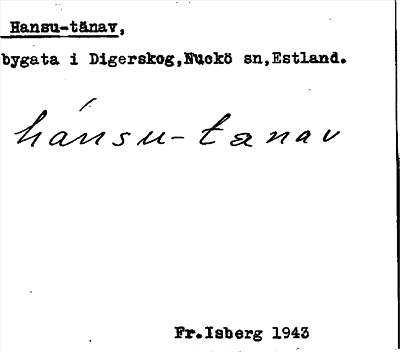 Hansu-tänav,
bygata i Digerskog,Nuckö sn,Estland.
hánsu-tanav
Fr.Isberg 1943